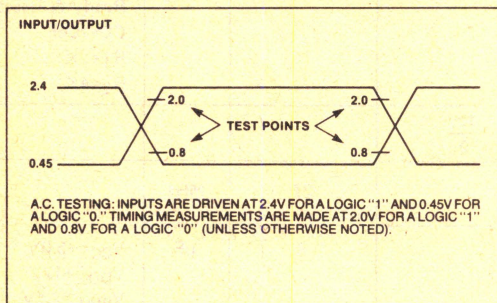 INPUT/OUTPUT
2.4
2.0 2.0
TEST POINTS
0.8 0.8
0.45
A.C. TESTING: INPUTS ARE DRIVEN AT 2.4V FOR A LOGIC "1" AND 0.45V FOR
A LOGIC "0." TIMING MEASUREMENTS ARE MADE AT 2.0V FOR A LOGIC "1"
AND 0.8V FOR A LOGIC "0" (UNLESS OTHERWISE NOTED).